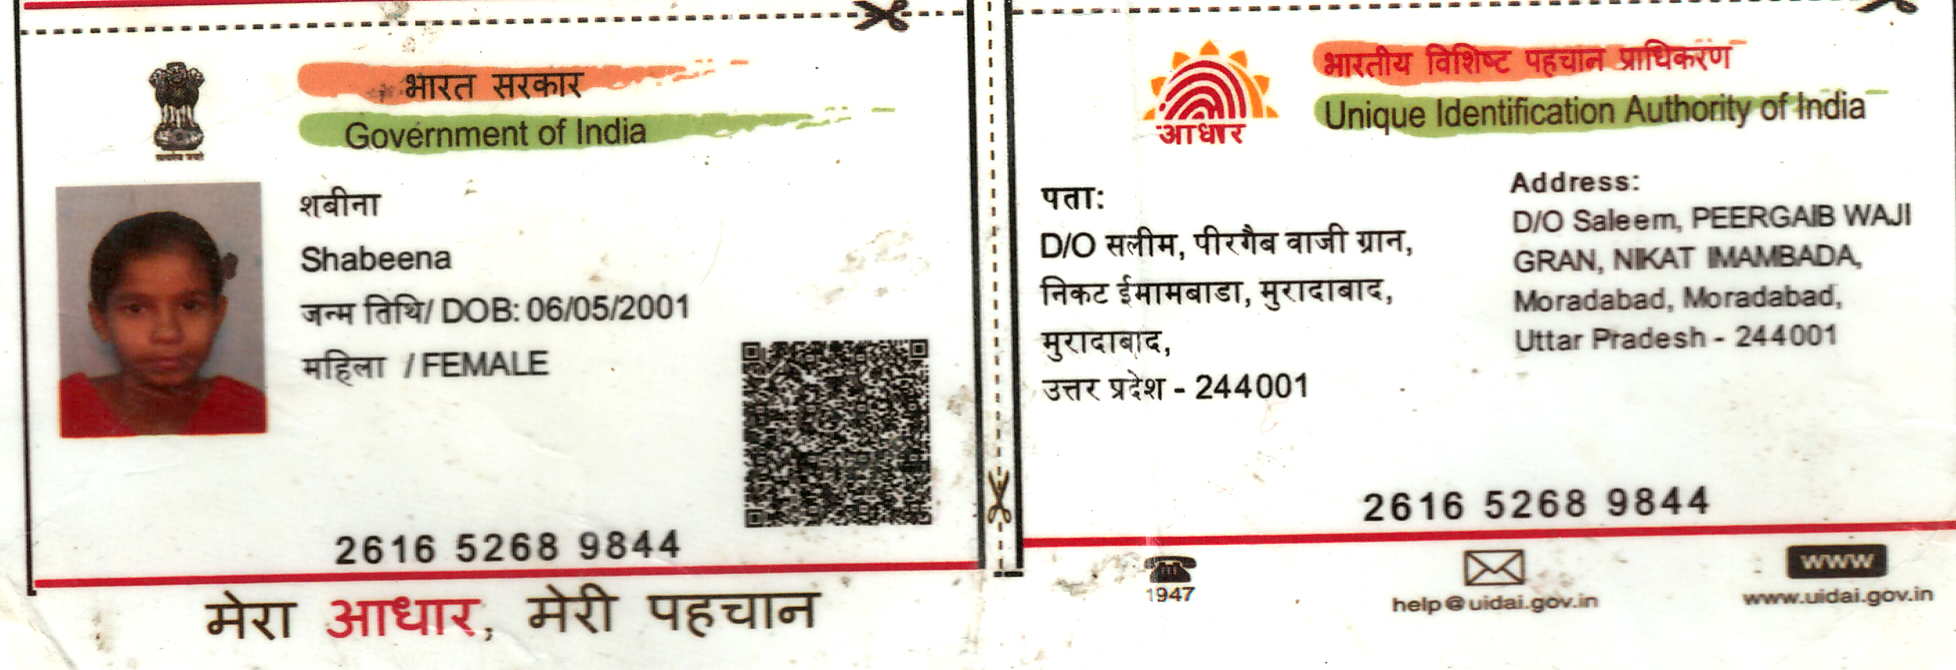 भारत सरकार
Government of India
सत्यमेव जयते
शबीना
Shabeena
जन्म तिथि/ DOB: 06/05/2001
महिला / FEMALE
2616 5268 9844
मेरा आधार, मेरी पहचान
आधार
भारतीय विशिष्ट पहचान प्राधिकरण
Unique Identification Authority of India
पता:
D/O सलीम, पीरगैब वाजी ग्रान,
निकट ईमामबाडा, मुरादाबाद,
मुरादाबाद,
उत्तर प्रदेश - 244001
Address:
D/O Saleem, PEERGAIB WAJI
GRAN, NIKAT IMAMBADA,
Moradabad, Moradabad,
Uttar Pradesh - 244001
2616 5268 9844
1947
help@uidai.gov.in
www
www.uidai.gov.in